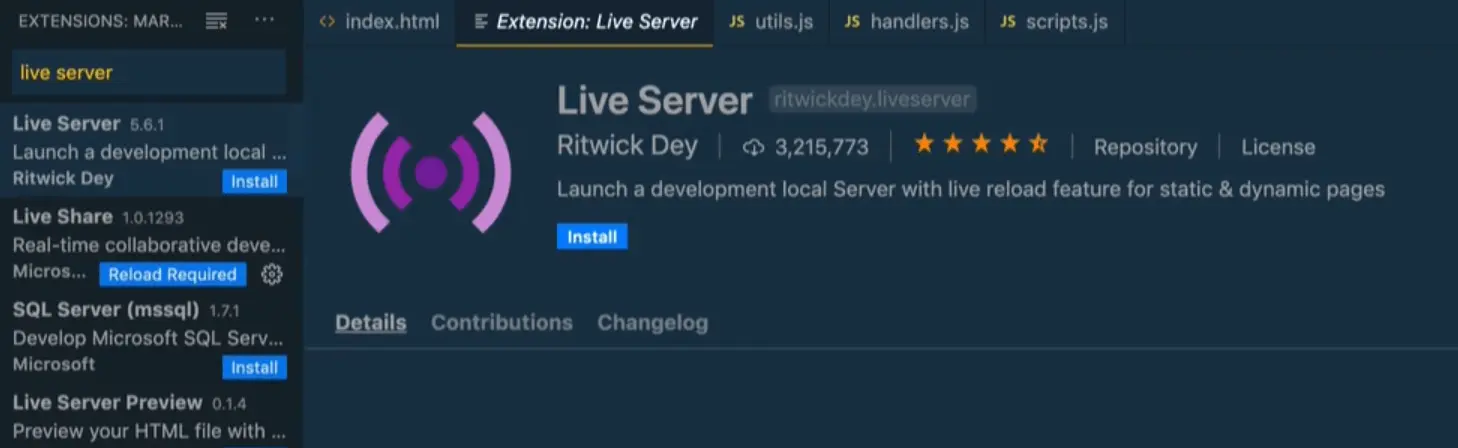 EXTENSIONS: MAR...
live server
Live Server 5.6.1
Launch a development local ...
Ritwick Dey Install
Live Share 1.0.1293
Real-time collaborative deve...
Micros... Reload Required
SQL Server (mssql) 1.7.1
Develop Microsoft SQL Serv...
Microsoft Install
Live Server Preview 0.1.4
Preview your HTML file with ...
index.html Extension: Live Server JS utils.js JS handlers.js JS scripts.js
Live Server ritwickdey.liveserver
Ritwick Dey 3,215,773 Repository License
Launch a development local Server with live reload feature for static & dynamic pages
Install
Details Contributions Changelog